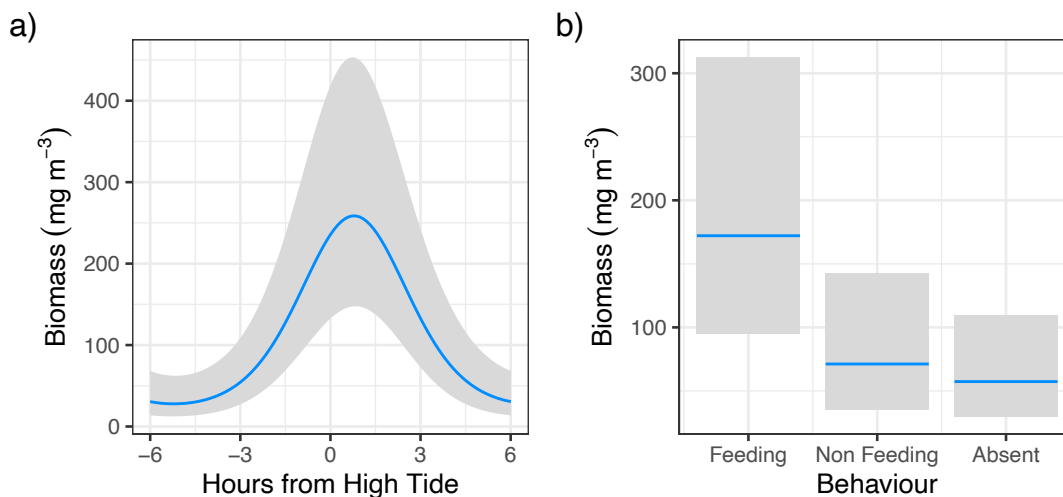 a)
Biomass (mg m⁻³)
400
300
200
100
0
−6
−3
0
3
6
Hours from High Tide
b)
Biomass (mg m⁻³)
300
200
100
Feeding
Non Feeding
Absent
Behaviour